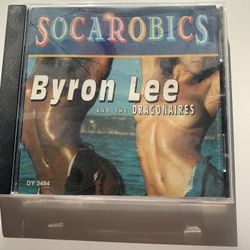 SOCAROBICS
Byron Lee
AND THE DRAGONAIRES
DY 3494